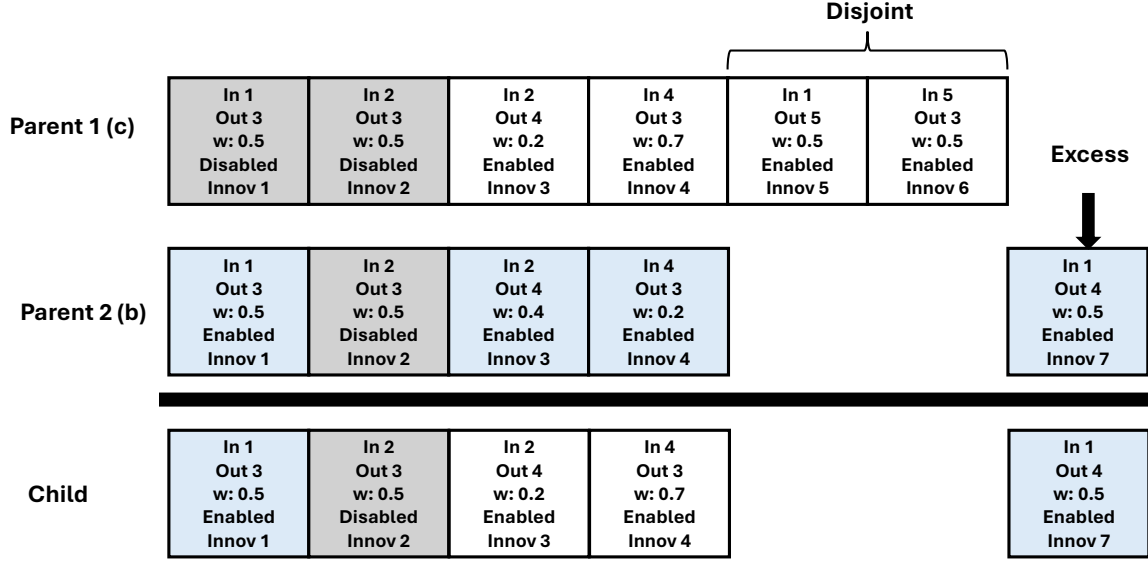 Disjoint
Parent 1 (c)
In 1
Out 3
w: 0.5
Disabled
Innov 1
In 2
Out 3
w: 0.5
Disabled
Innov 2
In 2
Out 4
w: 0.2
Enabled
Innov 3
In 4
Out 3
w: 0.7
Enabled
Innov 4
In 1
Out 5
w: 0.5
Enabled
Innov 5
In 5
Out 3
w: 0.5
Enabled
Innov 6
Excess
Parent 2 (b)
In 1
Out 3
w: 0.5
Enabled
Innov 1
In 2
Out 3
w: 0.5
Disabled
Innov 2
In 2
Out 4
w: 0.4
Enabled
Innov 3
In 4
Out 3
w: 0.2
Enabled
Innov 4
In 1
Out 4
w: 0.5
Enabled
Innov 7
Child
In 1
Out 3
w: 0.5
Enabled
Innov 1
In 2
Out 3
w: 0.5
Disabled
Innov 2
In 2
Out 4
w: 0.2
Enabled
Innov 3
In 4
Out 3
w: 0.7
Enabled
Innov 4
In 1
Out 4
w: 0.5
Enabled
Innov 7